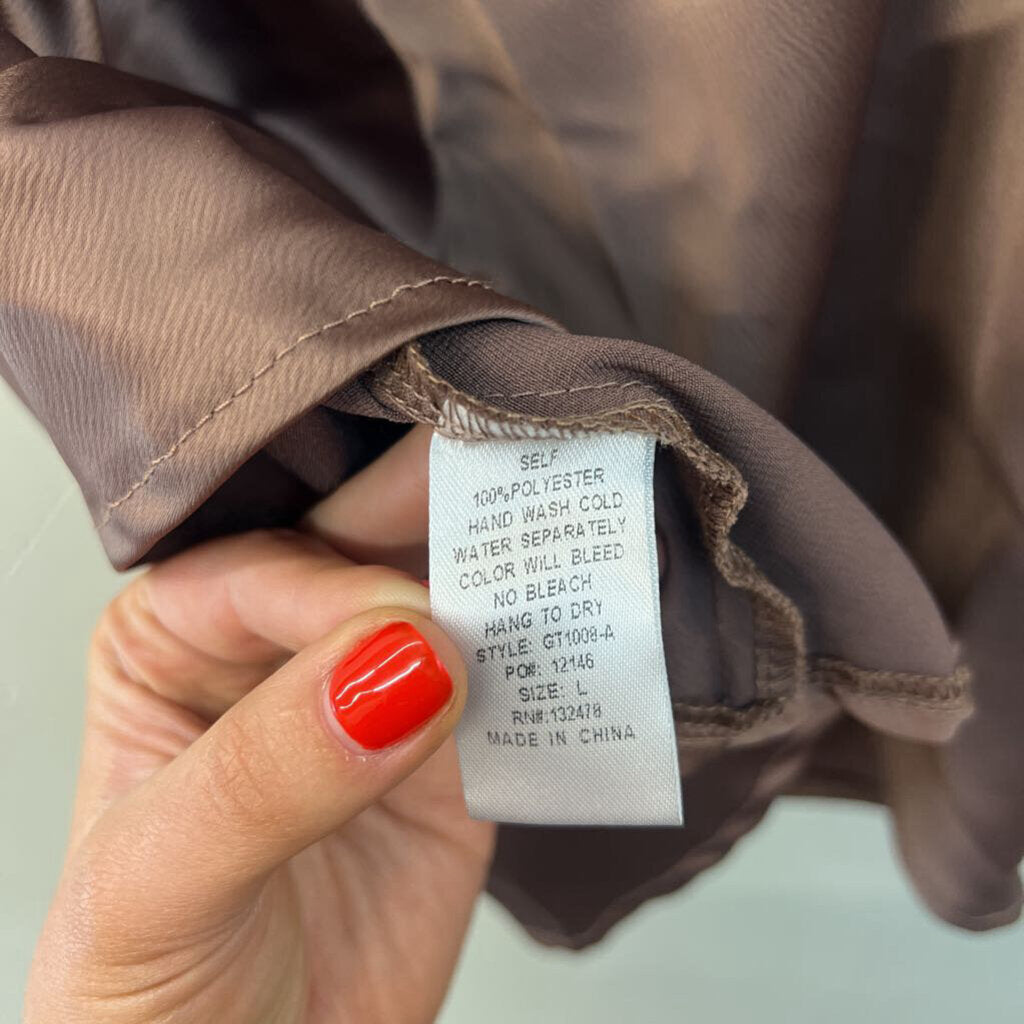 SELF
100%POLYESTER
HAND WASH COLD
WATER SEPARATELY
COLOR WILL BLEED
NO BLEACH
HANG TO DRY
STYLE: GT1008-A
PO#: 12146
SIZE: L
RN#:132478
MADE IN CHINA